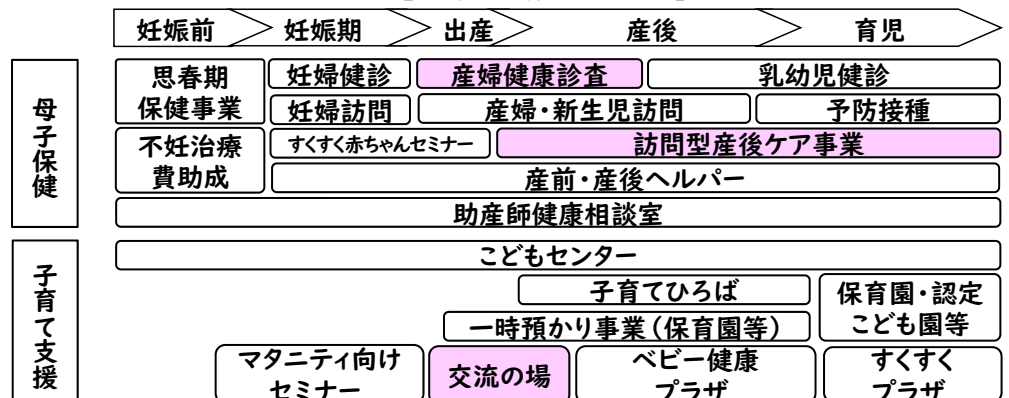 妊娠前
妊娠期
出産
産後
育児
母子保健
思春期
保健事業
妊婦健診
産婦健康診査
乳幼児健診
妊婦訪問
産婦・新生児訪問
予防接種
不妊治療
費助成
すくすく赤ちゃんセミナー
訪問型産後ケア事業
産前・産後ヘルパー
助産師健康相談室
子育て支援
こどもセンター
子育てひろば
保育園・認定
こども園等
一時預かり事業(保育園等)
マタニティ向け
セミナー
交流の場
ベビー健康
プラザ
すくすく
プラザ